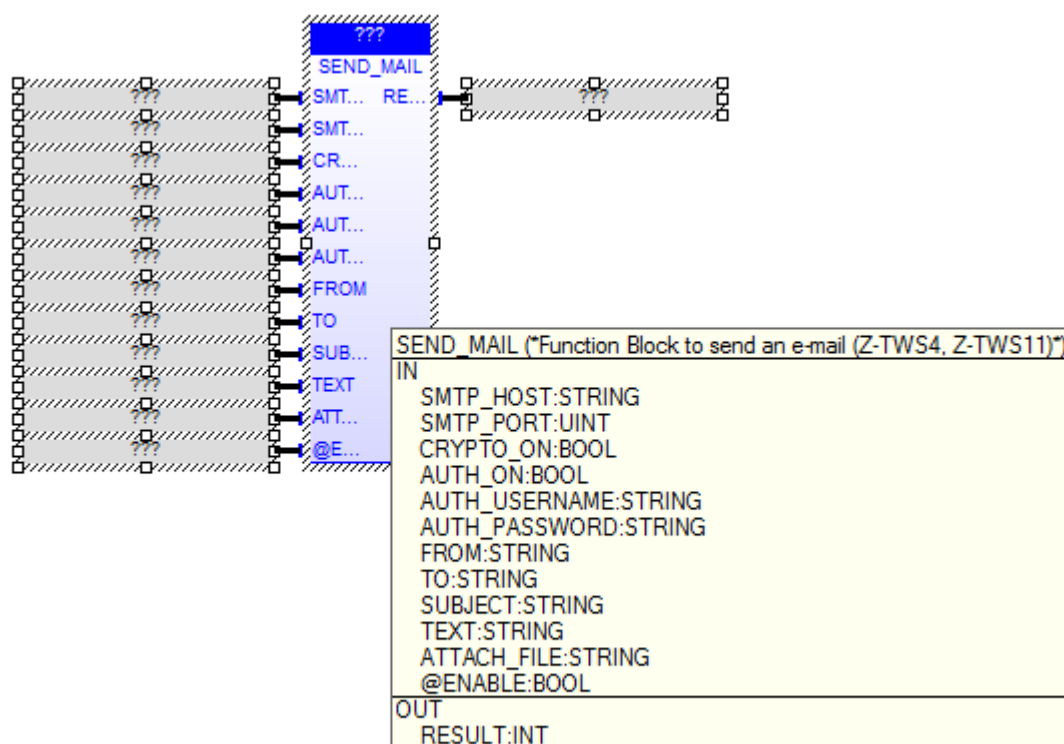 ???
SEND_MAIL
??? SMT... RE... ???
??? SMT...
??? CR...
??? AUT...
??? AUT...
??? AUT...
??? FROM
??? TO
??? SUB...
??? TEXT
??? ATT...
??? @E...
SEND_MAIL (*Function Block to send an e-mail (Z-TWS4, Z-TWS11)*)
IN
SMTP_HOST:STRING
SMTP_PORT:UINT
CRYPTO_ON:BOOL
AUTH_ON:BOOL
AUTH_USERNAME:STRING
AUTH_PASSWORD:STRING
FROM:STRING
TO:STRING
SUBJECT:STRING
TEXT:STRING
ATTACH_FILE:STRING
@ENABLE:BOOL
OUT
RESULT:INT